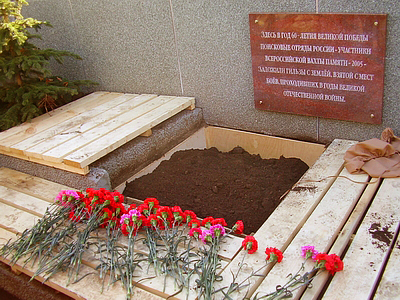 ЗДЕСЬ В ГОД 60 - ЛЕТИЯ ВЕЛИКОЙ ПОБЕДЫ
ПОИСКОВЫЕ ОТРЯДЫ РОССИИ - УЧАСТНИКИ
ВСЕРОССИЙСКОЙ ВАХТЫ ПАМЯТИ - 2005 -
ЗАЛОЖИЛИ ГИЛЬЗЫ С ЗЕМЛЁЙ, ВЗЯТОЙ С МЕСТ
БОЁВ, ПРОХОДИВШИХ В ГОДЫ ВЕЛИКОЙ
ОТЕЧЕСТВЕННОЙ ВОЙНЫ.